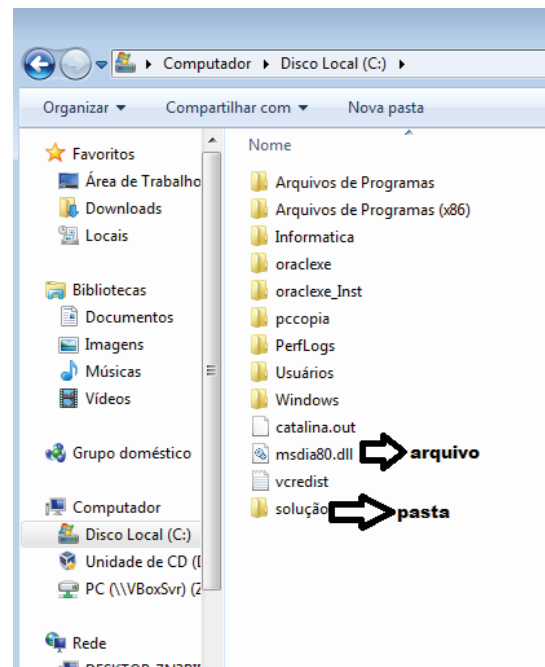 Computador Disco Local (C:)
Organizar Compartilhar com Nova pasta
Favoritos
Área de Trabalho
Downloads
Locais
Bibliotecas
Documentos
Imagens
Músicas
Vídeos
Grupo doméstico
Computador
Disco Local (C:)
Unidade de CD (
PC (\\VBoxSvr) (Z
Rede
Nome
Arquivos de Programas
Arquivos de Programas (x86)
Informatica
oraclexe
oraclexe_Inst
pccopia
PerfLogs
Usuários
Windows
catalina.out
msdia80.dll arquivo
vcredist
solução pasta